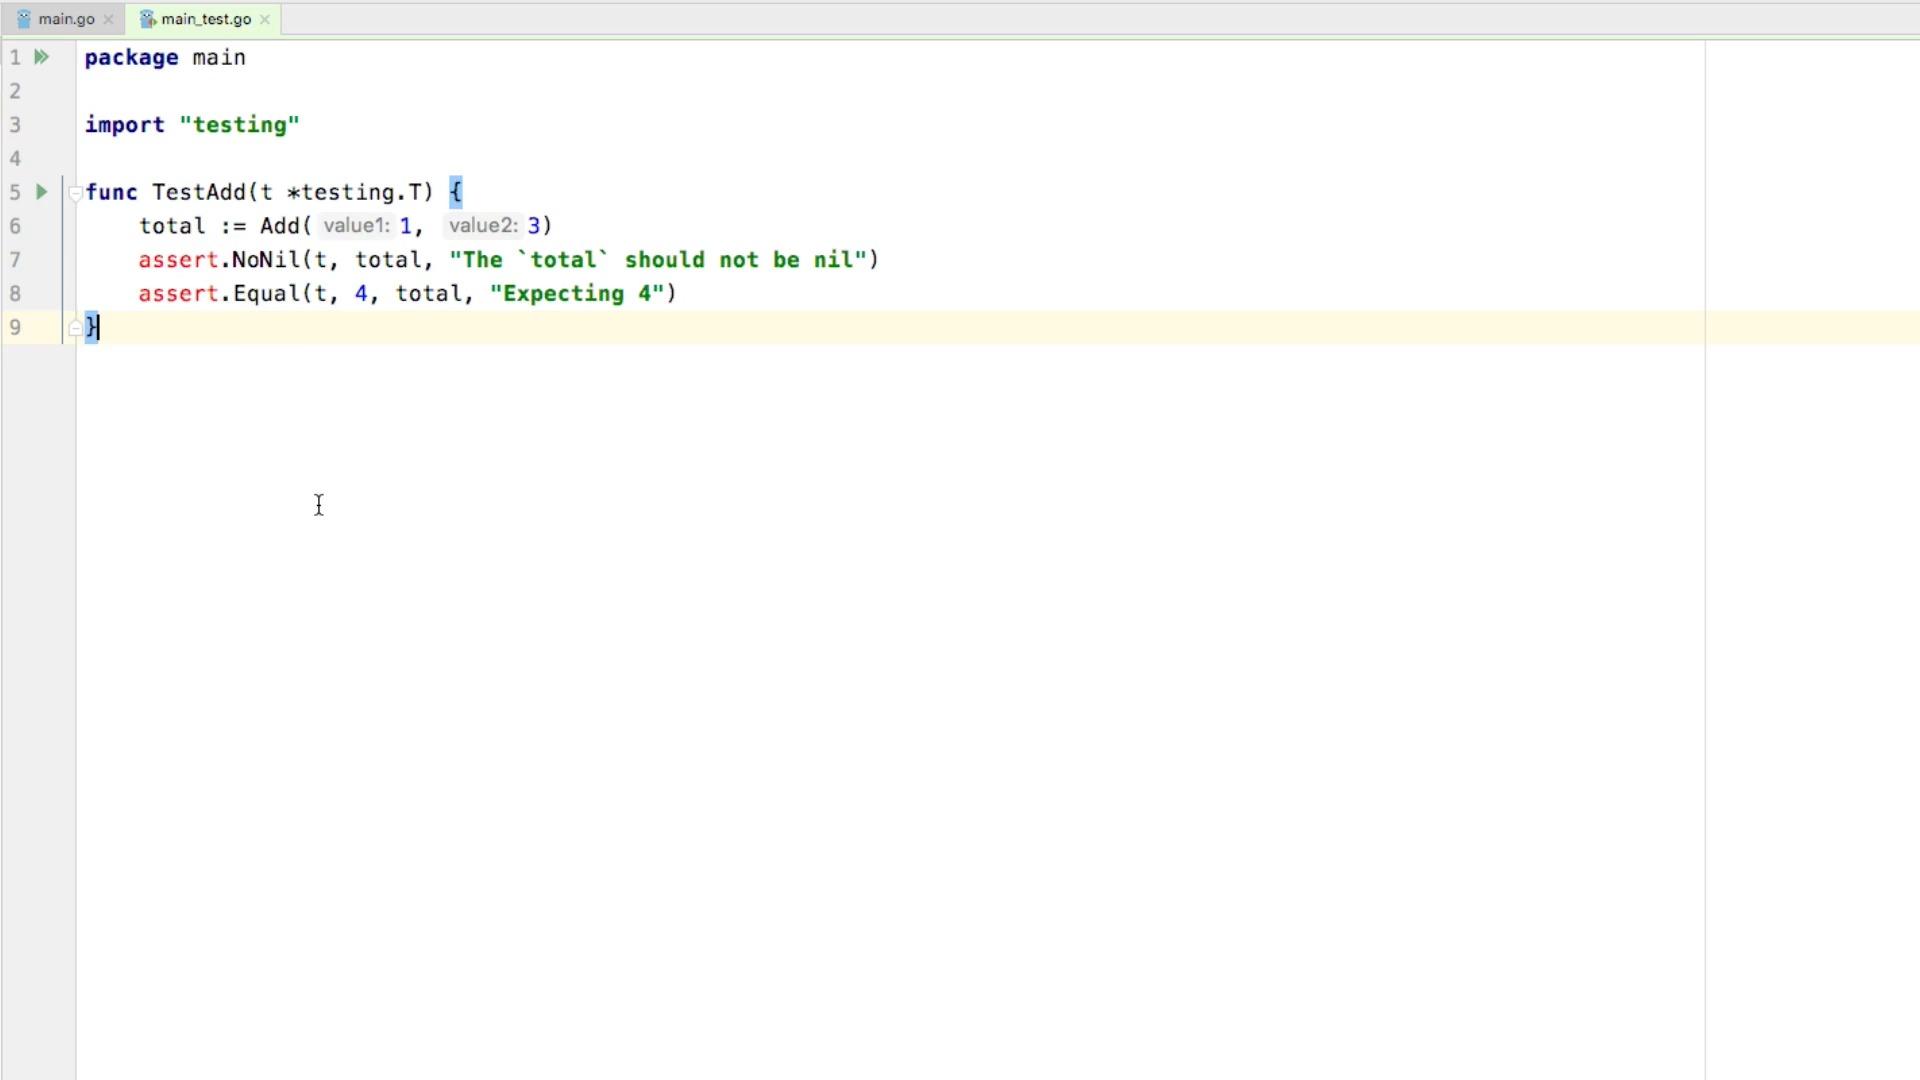 main.go
main_test.go
1 package main
2
3 import "testing"
4
5 func TestAdd(t *testing.T) {
6 total := Add( value1: 1, value2: 3)
7 assert.NoNil(t, total, "The `total` should not be nil")
8 assert.Equal(t, 4, total, "Expecting 4")
9 }